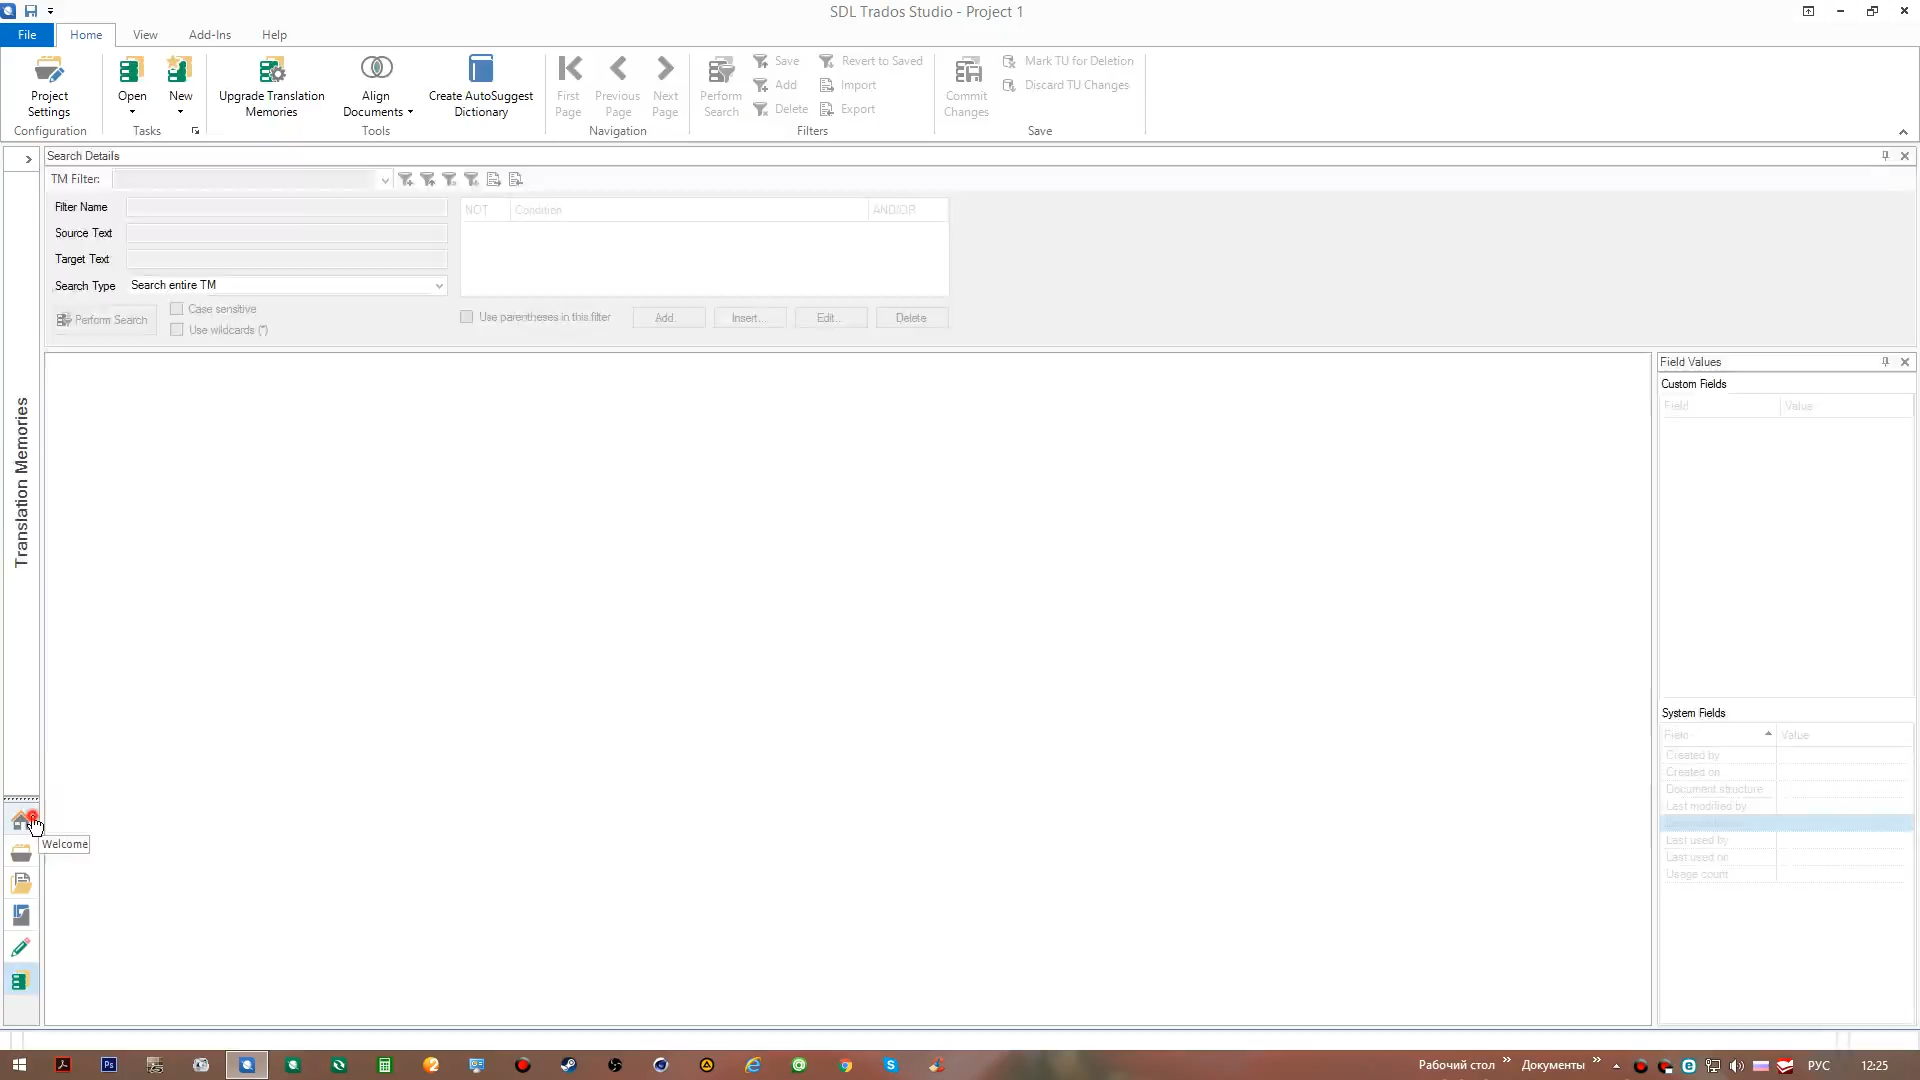 SDL Trados Studio - Project 1
File Home View Add-Ins Help
Project Settings
Open
New
Upgrade Translation Memories
Align Documents
Create AutoSuggest Dictionary
First Page
Previous Page
Next Page
Perform Search
Save
Add
Delete
Revert to Saved
Import
Export
Commit Changes
Mark TU for Deletion
Discard TU Changes
Configuration
Tasks
Tools
Navigation
Filters
Save
Search Details
TM Filter:
Filter Name
Source Text
Target Text
Search Type Search entire TM
Perform Search
Case sensitive
Use wildcards (*)
NOT Condition AND/OR
Use parentheses in this filter
Add
Insert...
Edit...
Delete
Translation Memories
Welcome
Field Values
Custom Fields
Field Value
System Fields
Field Value
Created by
Created on
Document structure
Last modified by
Last used by
Last used on
Usage count
Рабочий стол
Документы
РУС
12:25